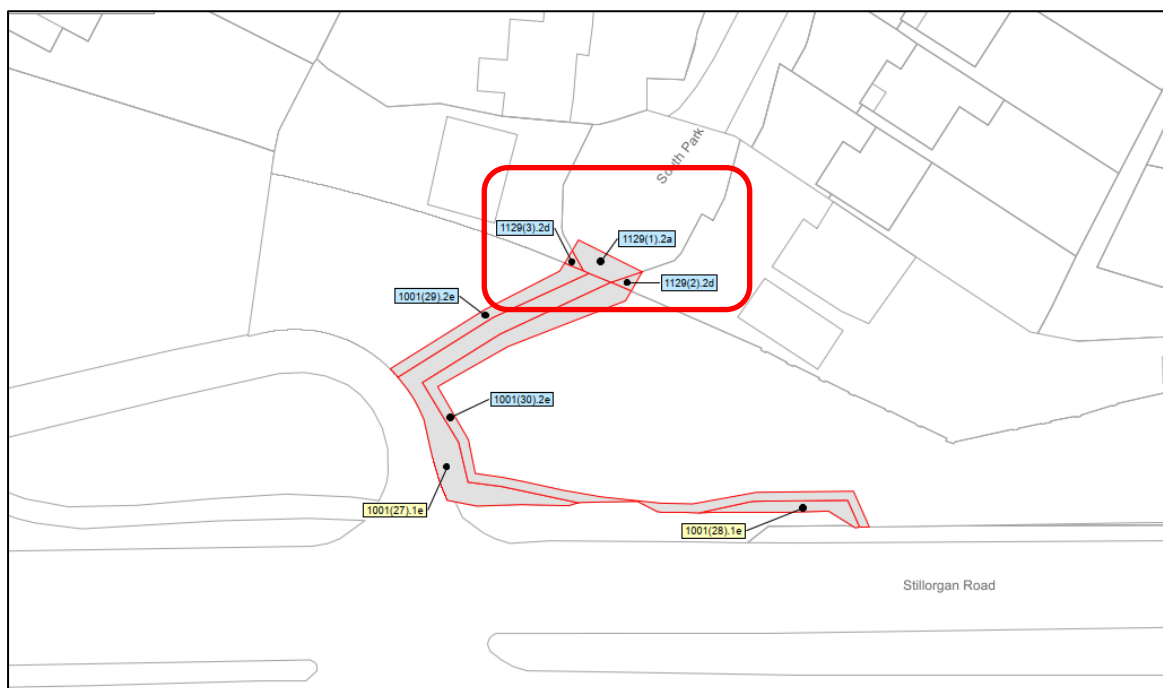 South Park
1129(3).2d
1129(1).2a
1129(2).2d
1001(29).2e
1001(30).2e
1001(27).1e
1001(28).1e
Stillorgan Road